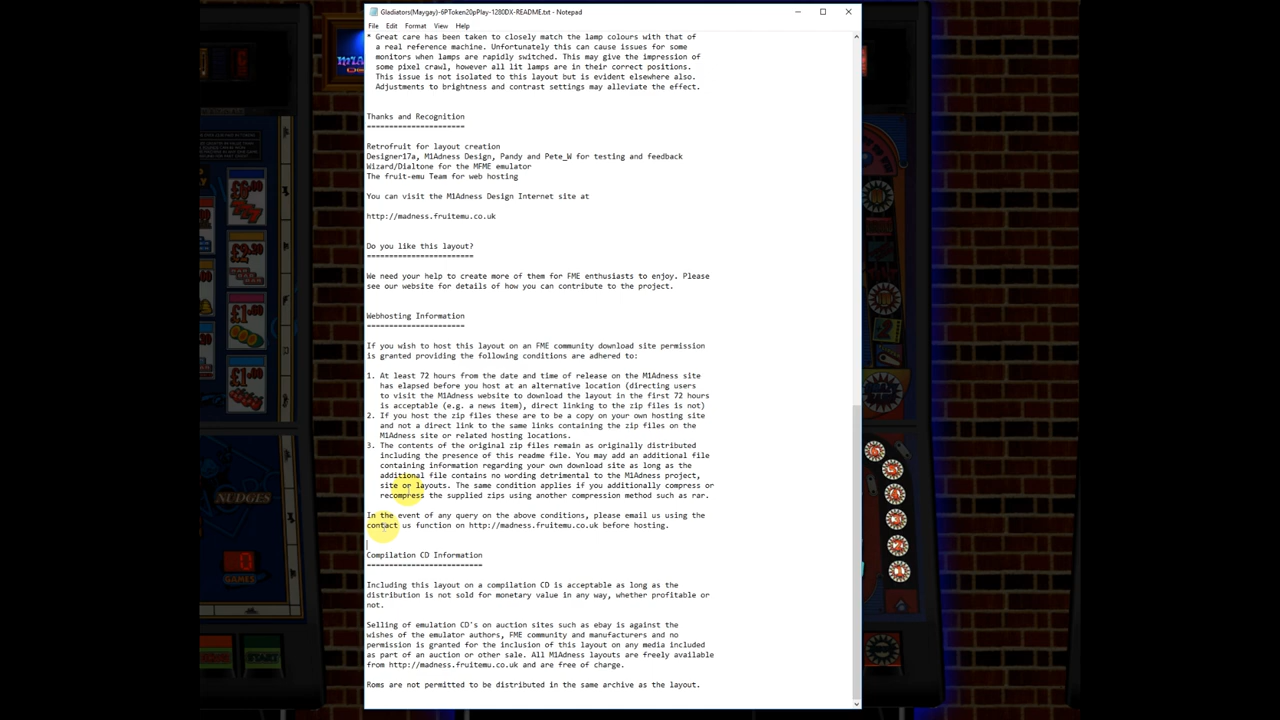 Gladiators(Maygay)-6PToken20pPlay-1280DX-README.txt - Notepad
File Edit Format View Help
* Great care has been taken to closely match the lamp colours with that of
a real reference machine. Unfortunately this can cause issues for some
monitors when lamps are rapidly switched. This may give the impression of
some pixel crawl, however all lit lamps are in their correct positions.
This issue is not isolated to this layout but is evident elsewhere also.
Adjustments to brightness and contrast settings may alleviate the effect.
Thanks and Recognition
======================
Retrofruit for layout creation
Designer17a, M1Adness Design, Pandy and Pete_W for testing and feedback
Wizard/Dialtone for the MFME emulator
The fruit-emu Team for web hosting
You can visit the M1Adness Design Internet site at
http://madness.fruitemu.co.uk
Do you like this layout?
========================
We need your help to create more of them for FME enthusiasts to enjoy. Please
see our website for details of how you can contribute to the project.
Webhosting Information
======================
If you wish to host this layout on an FME community download site permission
is granted providing the following conditions are adhered to:
1. At least 72 hours from the date and time of release on the M1Adness site
has elapsed before you host at an alternative location (directing users
to visit the M1Adness website to download the layout in the first 72 hours
is acceptable (e.g. a news item), direct linking to the zip files is not)
2. If you host the zip files these are to be a copy on your own hosting site
and not a direct link to the same links containing the zip files on the
M1Adness site or related hosting locations.
3. The contents of the original zip files remain as originally distributed
including the presence of this readme file. You may add an additional file
containing information regarding your own download site as long as the
additional file contains no wording detrimental to the M1Adness project,
site or layouts. The same condition applies if you additionally compress or
recompress the supplied zips using another compression method such as rar.
In the event of any query on the above conditions, please email us using the
contact us function on http://madness.fruitemu.co.uk before hosting.
Compilation CD Information
==========================
Including this layout on a compilation CD is acceptable as long as the
distribution is not sold for monetary value in any way, whether profitable or
not.
Selling of emulation CD's on auction sites such as ebay is against the
wishes of the emulator authors, FME community and manufacturers and no
permission is granted for the inclusion of this layout on any media included
as part of an auction or other sale. All M1Adness layouts are freely available
from http://madness.fruitemu.co.uk and are free of charge.
Roms are not permitted to be distributed in the same archive as the layout.
NUDGES
0
GAMES
START